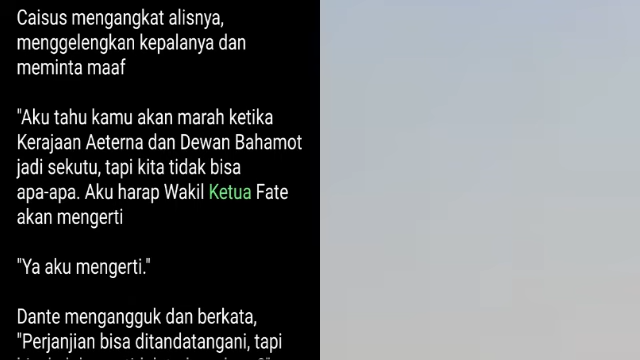 Caisus mengangkat alisnya,
menggelengkan kepalanya dan
meminta maaf
"Aku tahu kamu akan marah ketika
Kerajaan Aeterna dan Dewan Bahamot
jadi sekutu, tapi kita tidak bisa
apa-apa. Aku harap Wakil Ketua Fate
akan mengerti
"Ya aku mengerti."
Dante mengangguk dan berkata,
"Perjanjian bisa ditandatangani, tapi